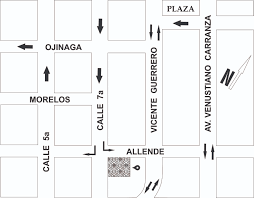 PLAZA
OJINAGA
MORELOS
CALLE 5a
CALLE 7a
VICENTE GUERRERO
AV. VENUSTIANO CARRANZA
ALLENDE
N